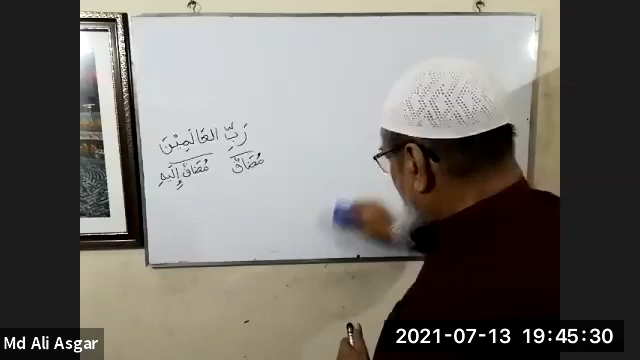 رَبِّ الْعَالَمِيْنَ
مُضَافٌ مُضَافٌ إِلَيْهِ
Md Ali Asgar
2021-07-13 19:45:30